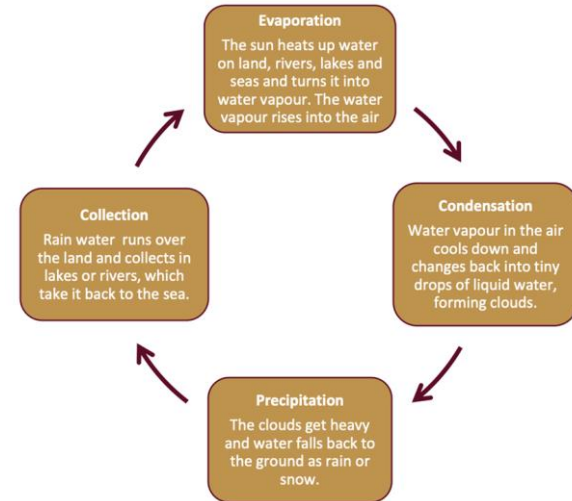 Evaporation
The sun heats up water
on land, rivers, lakes and
seas and turns it into
water vapour. The water
vapour rises into the air
Condensation
Water vapour in the air
cools down and
changes back into tiny
drops of liquid water,
forming clouds.
Precipitation
The clouds get heavy
and water falls back to
the ground as rain or
snow.
Collection
Rain water runs over
the land and collects in
lakes or rivers, which
take it back to the sea.